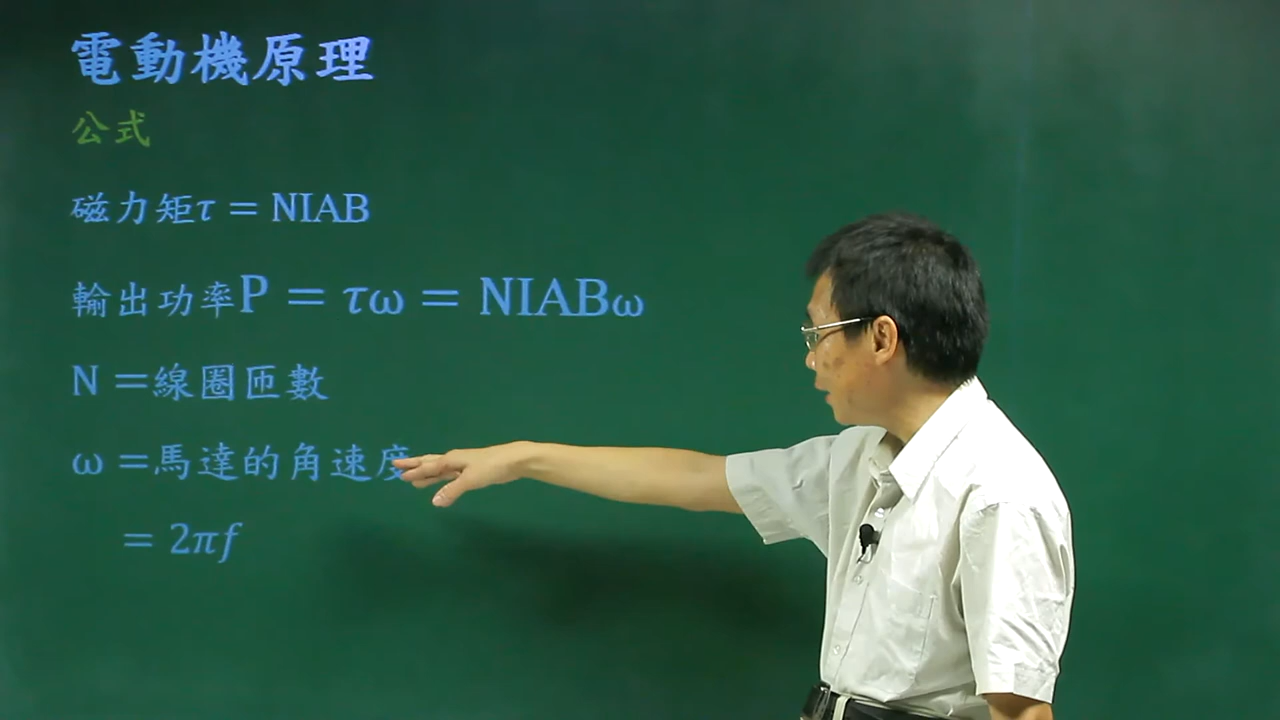 電動機原理
公式
磁力矩τ = NIAB
輸出功率P = τω = NIABω
N =線圈匝數
ω =馬達的角速度
= 2πf